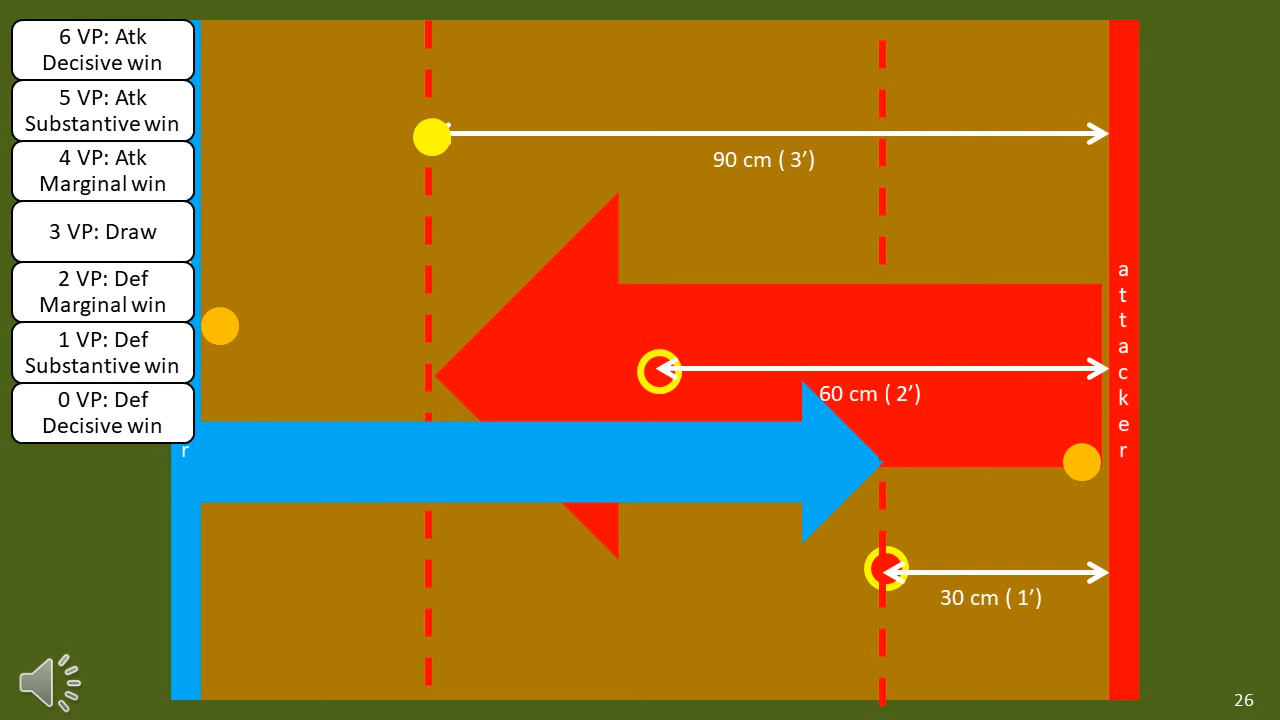 6 VP: Atk
Decisive win
5 VP: Atk
Substantive win
4 VP: Atk
Marginal win
3 VP: Draw
2 VP: Def
Marginal win
1 VP: Def
Substantive win
0 VP: Def
Decisive win
r
90 cm ( 3’)
60 cm ( 2’)
30 cm ( 1’)
a
t
t
a
c
k
e
r
26